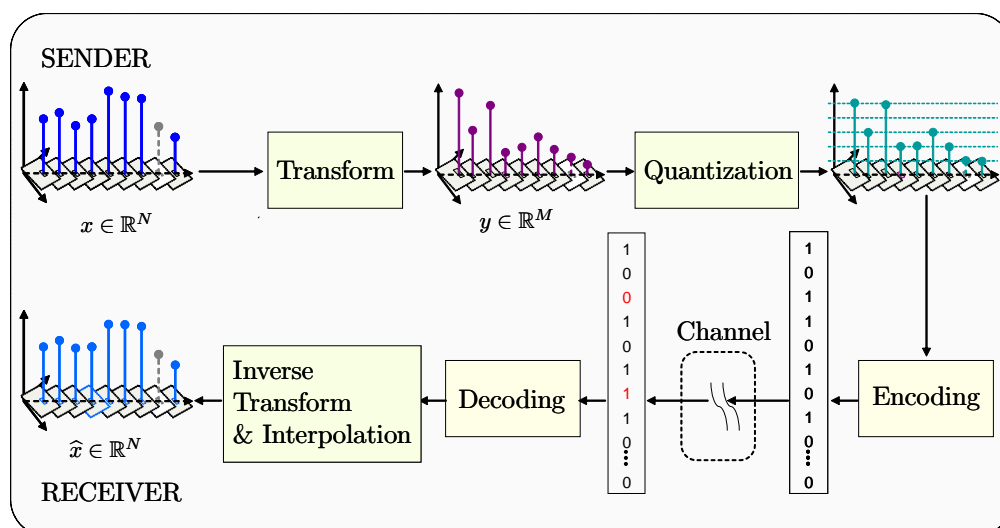 SENDER
Transform
Quantization
x ∈ ℝ^N
y ∈ ℝ^M
1
0
0
1
0
1
1
1
0
0
Channel
1
0
1
1
0
1
0
1
0
0
Encoding
Decoding
Inverse
Transform
& Interpolation
x̂ ∈ ℝ^N
RECEIVER